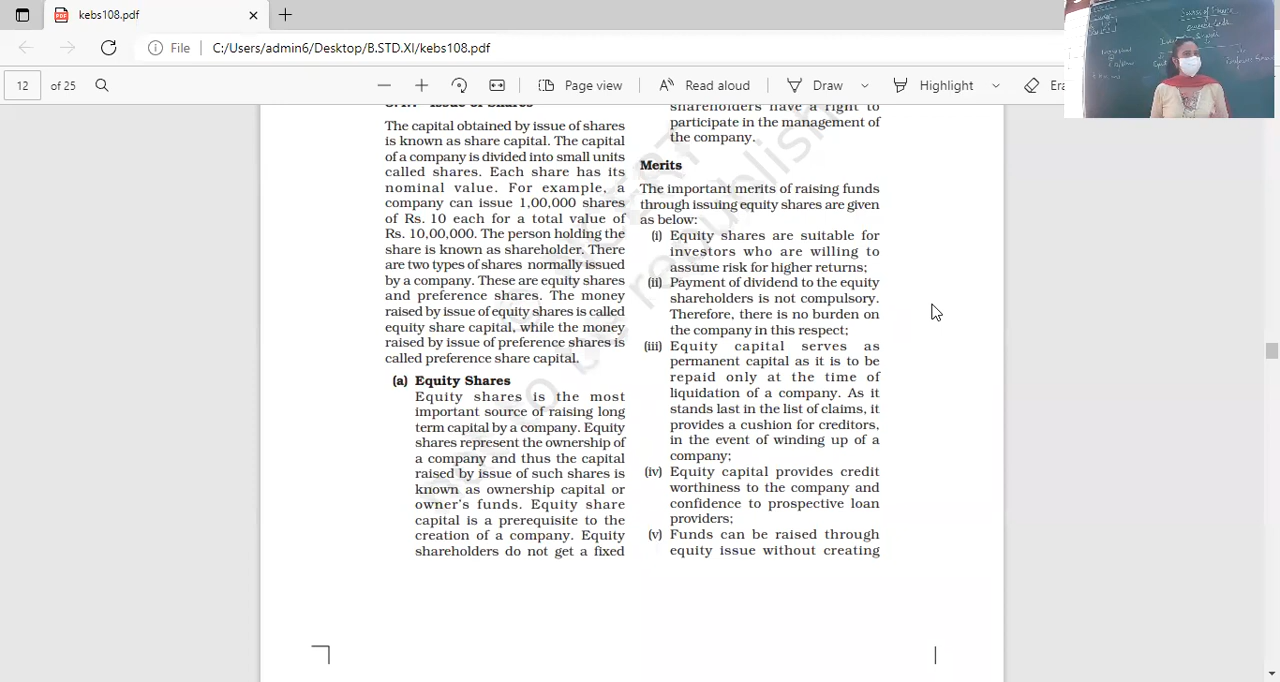 kebs108.pdf
File
C:/Users/admin6/Desktop/B.STD.XI/kebs108.pdf
12
of 25
Page view
Read aloud
Draw
Highlight
Era
Issue of Shares
The capital obtained by issue of shares
is known as share capital. The capital
of a company is divided into small units
called shares. Each share has its
nominal value. For example, a
company can issue 1,00,000 shares
of Rs. 10 each for a total value of
Rs. 10,00,000. The person holding the
share is known as shareholder. There
are two types of shares normally issued
by a company. These are equity shares
and preference shares. The money
raised by issue of equity shares is called
equity share capital, while the money
raised by issue of preference shares is
called preference share capital.
(a) Equity Shares
Equity shares is the most
important source of raising long
term capital by a company. Equity
shares represent the ownership of
a company and thus the capital
raised by issue of such shares is
known as ownership capital or
owner's funds. Equity share
capital is a prerequisite to the
creation of a company. Equity
shareholders do not get a fixed
shareholders have a right to
participate in the management of
the company.
Merits
The important merits of raising funds
through issuing equity shares are given
as below:
(i) Equity shares are suitable for
investors who are willing to
assume risk for higher returns;
(ii) Payment of dividend to the equity
shareholders is not compulsory.
Therefore, there is no burden on
the company in this respect;
(iii) Equity capital serves as
permanent capital as it is to be
repaid only at the time of
liquidation of a company. As it
stands last in the list of claims, it
provides a cushion for creditors,
in the event of winding up of a
company;
(iv) Equity capital provides credit
worthiness to the company and
confidence to prospective loan
providers;
(v) Funds can be raised through
equity issue without creating